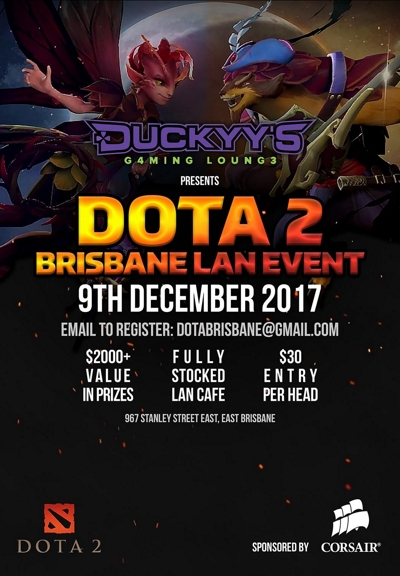 DUCKYY'S
G4MING LOUNG3
PRESENTS
DOTA 2
BRISBANE LAN EVENT
9TH DECEMBER 2017
EMAIL TO REGISTER: DOTABRISBANE@GMAIL.COM
$2000+
VALUE
IN PRIZES
FULLY
STOCKED
LAN CAFE
$30
ENTRY
PER HEAD
967 STANLEY STREET EAST, EAST BRISBANE
DOTA 2
SPONSORED BY
CORSAIR®